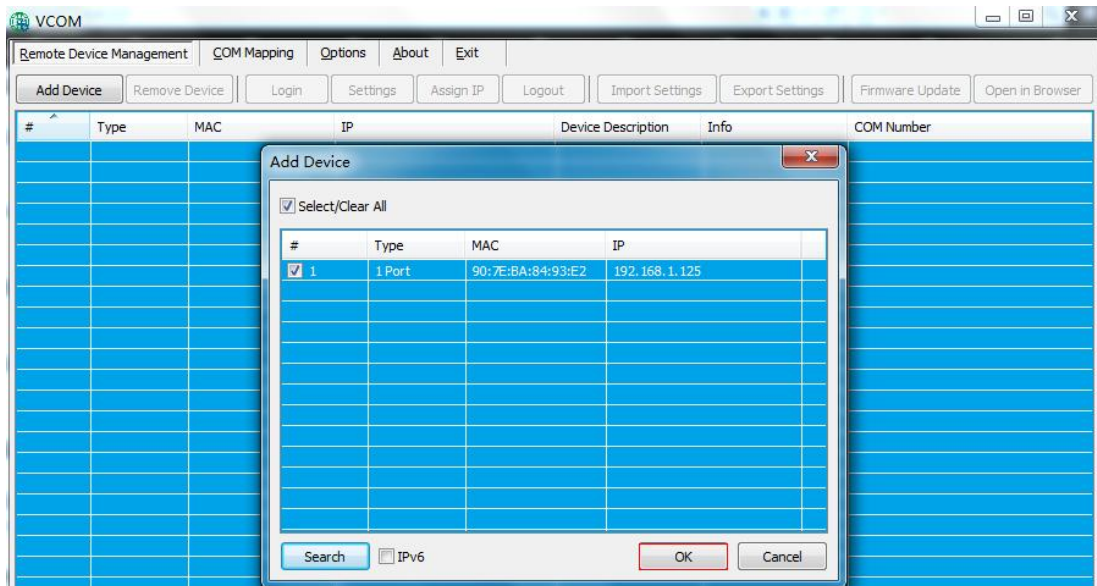 VCOM
Remote Device Management COM Mapping Options About Exit
Add Device Remove Device Login Settings Assign IP Logout Import Settings Export Settings Firmware Update Open in Browser
# Type MAC IP Device Description Info COM Number
Add Device
Select/Clear All
# Type MAC IP
1 1 Port 90:7E:BA:84:93:E2 192.168.1.125
Search IPv6 OK Cancel